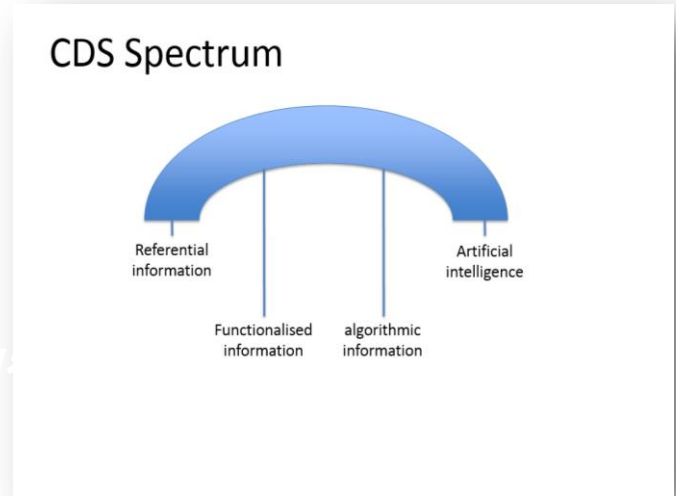 CDS Spectrum
Referential
information
Artificial
intelligence
Functionalised
information
algorithmic
information